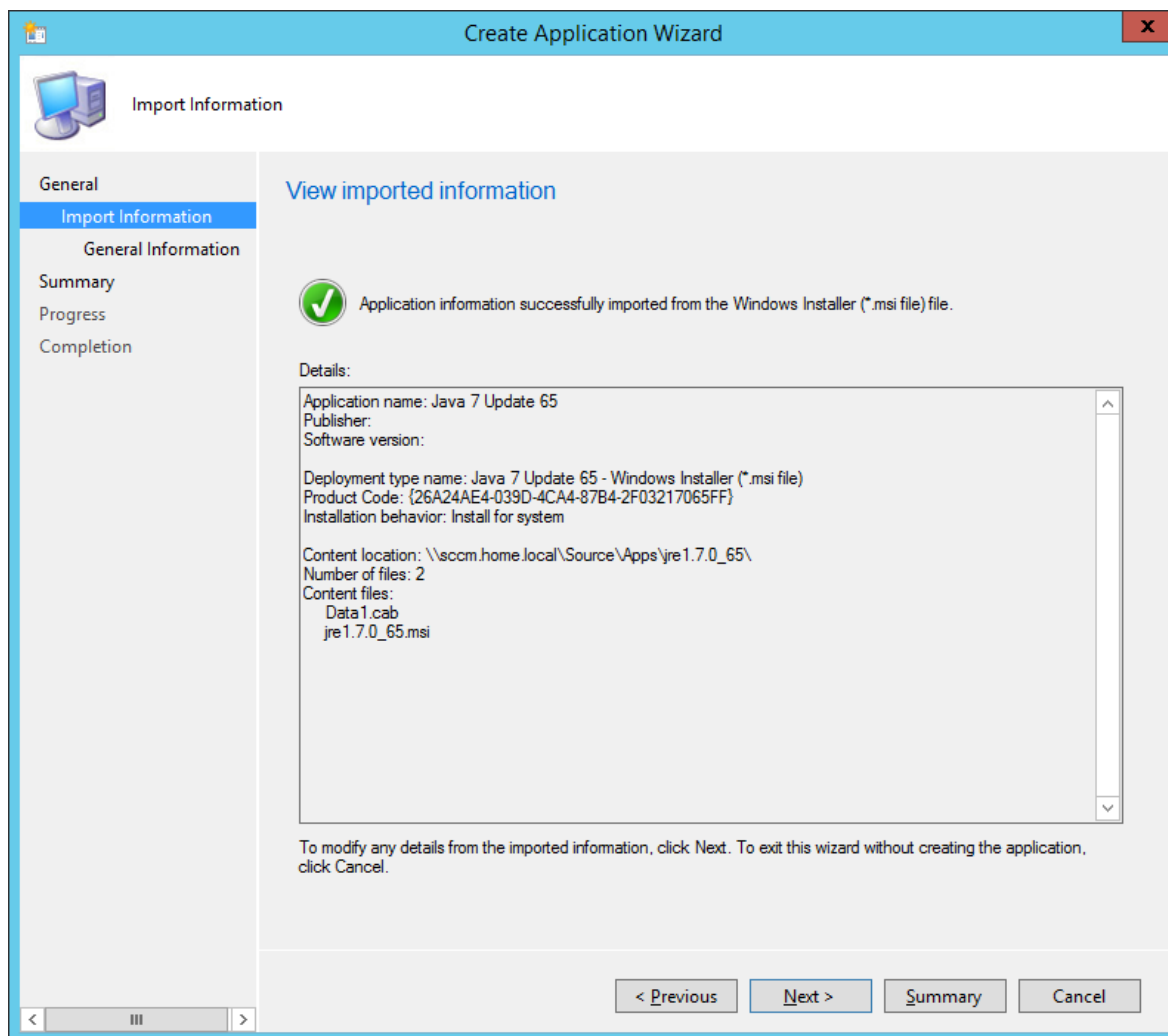 Create Application Wizard
X
Import Information
General
Import Information
General Information
Summary
Progress
Completion
View imported information
Application information successfully imported from the Windows Installer (*.msi file) file.
Details:
Application name: Java 7 Update 65
Publisher:
Software version:
Deployment type name: Java 7 Update 65 - Windows Installer (*.msi file)
Product Code: {26A24AE4-039D-4CA4-87B4-2F03217065FF}
Installation behavior: Install for system
Content location: \\sccm.home.local\Source\Apps\jre1.7.0_65\
Number of files: 2
Content files:
Data1.cab
jre1.7.0_65.msi
To modify any details from the imported information, click Next. To exit this wizard without creating the application,
click Cancel.
< Previous
Next >
Summary
Cancel